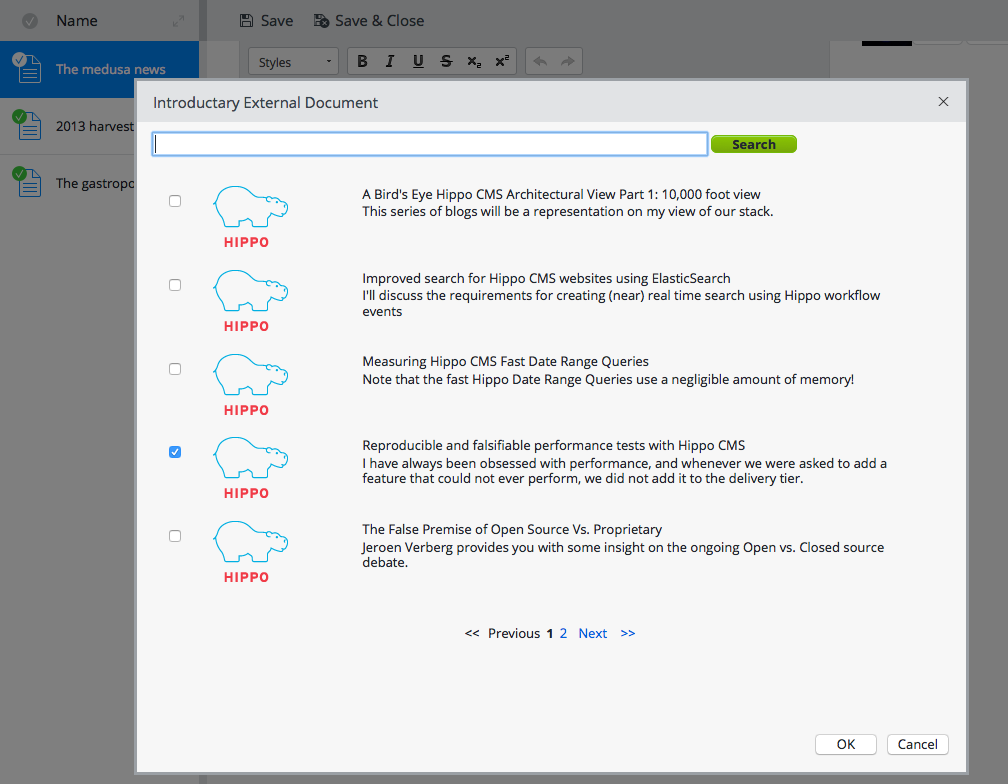 Name
Save Save & Close
The medusa news
Styles B I U S x₂ x²
Introductary External Document
2013 harvest
Search
The gastropo
A Bird's Eye Hippo CMS Architectural View Part 1: 10,000 foot view
This series of blogs will be a representation on my view of our stack.
HIPPO
Improved search for Hippo CMS websites using ElasticSearch
I'll discuss the requirements for creating (near) real time search using Hippo workflow
events
HIPPO
Measuring Hippo CMS Fast Date Range Queries
Note that the fast Hippo Date Range Queries use a negligible amount of memory!
HIPPO
Reproducible and falsifiable performance tests with Hippo CMS
I have always been obsessed with performance, and whenever we were asked to add a
feature that could not ever perform, we did not add it to the delivery tier.
HIPPO
The False Premise of Open Source Vs. Proprietary
Jeroen Verberg provides you with some insight on the ongoing Open vs. Closed source
debate.
HIPPO
<< Previous 1 2 Next >>
OK Cancel